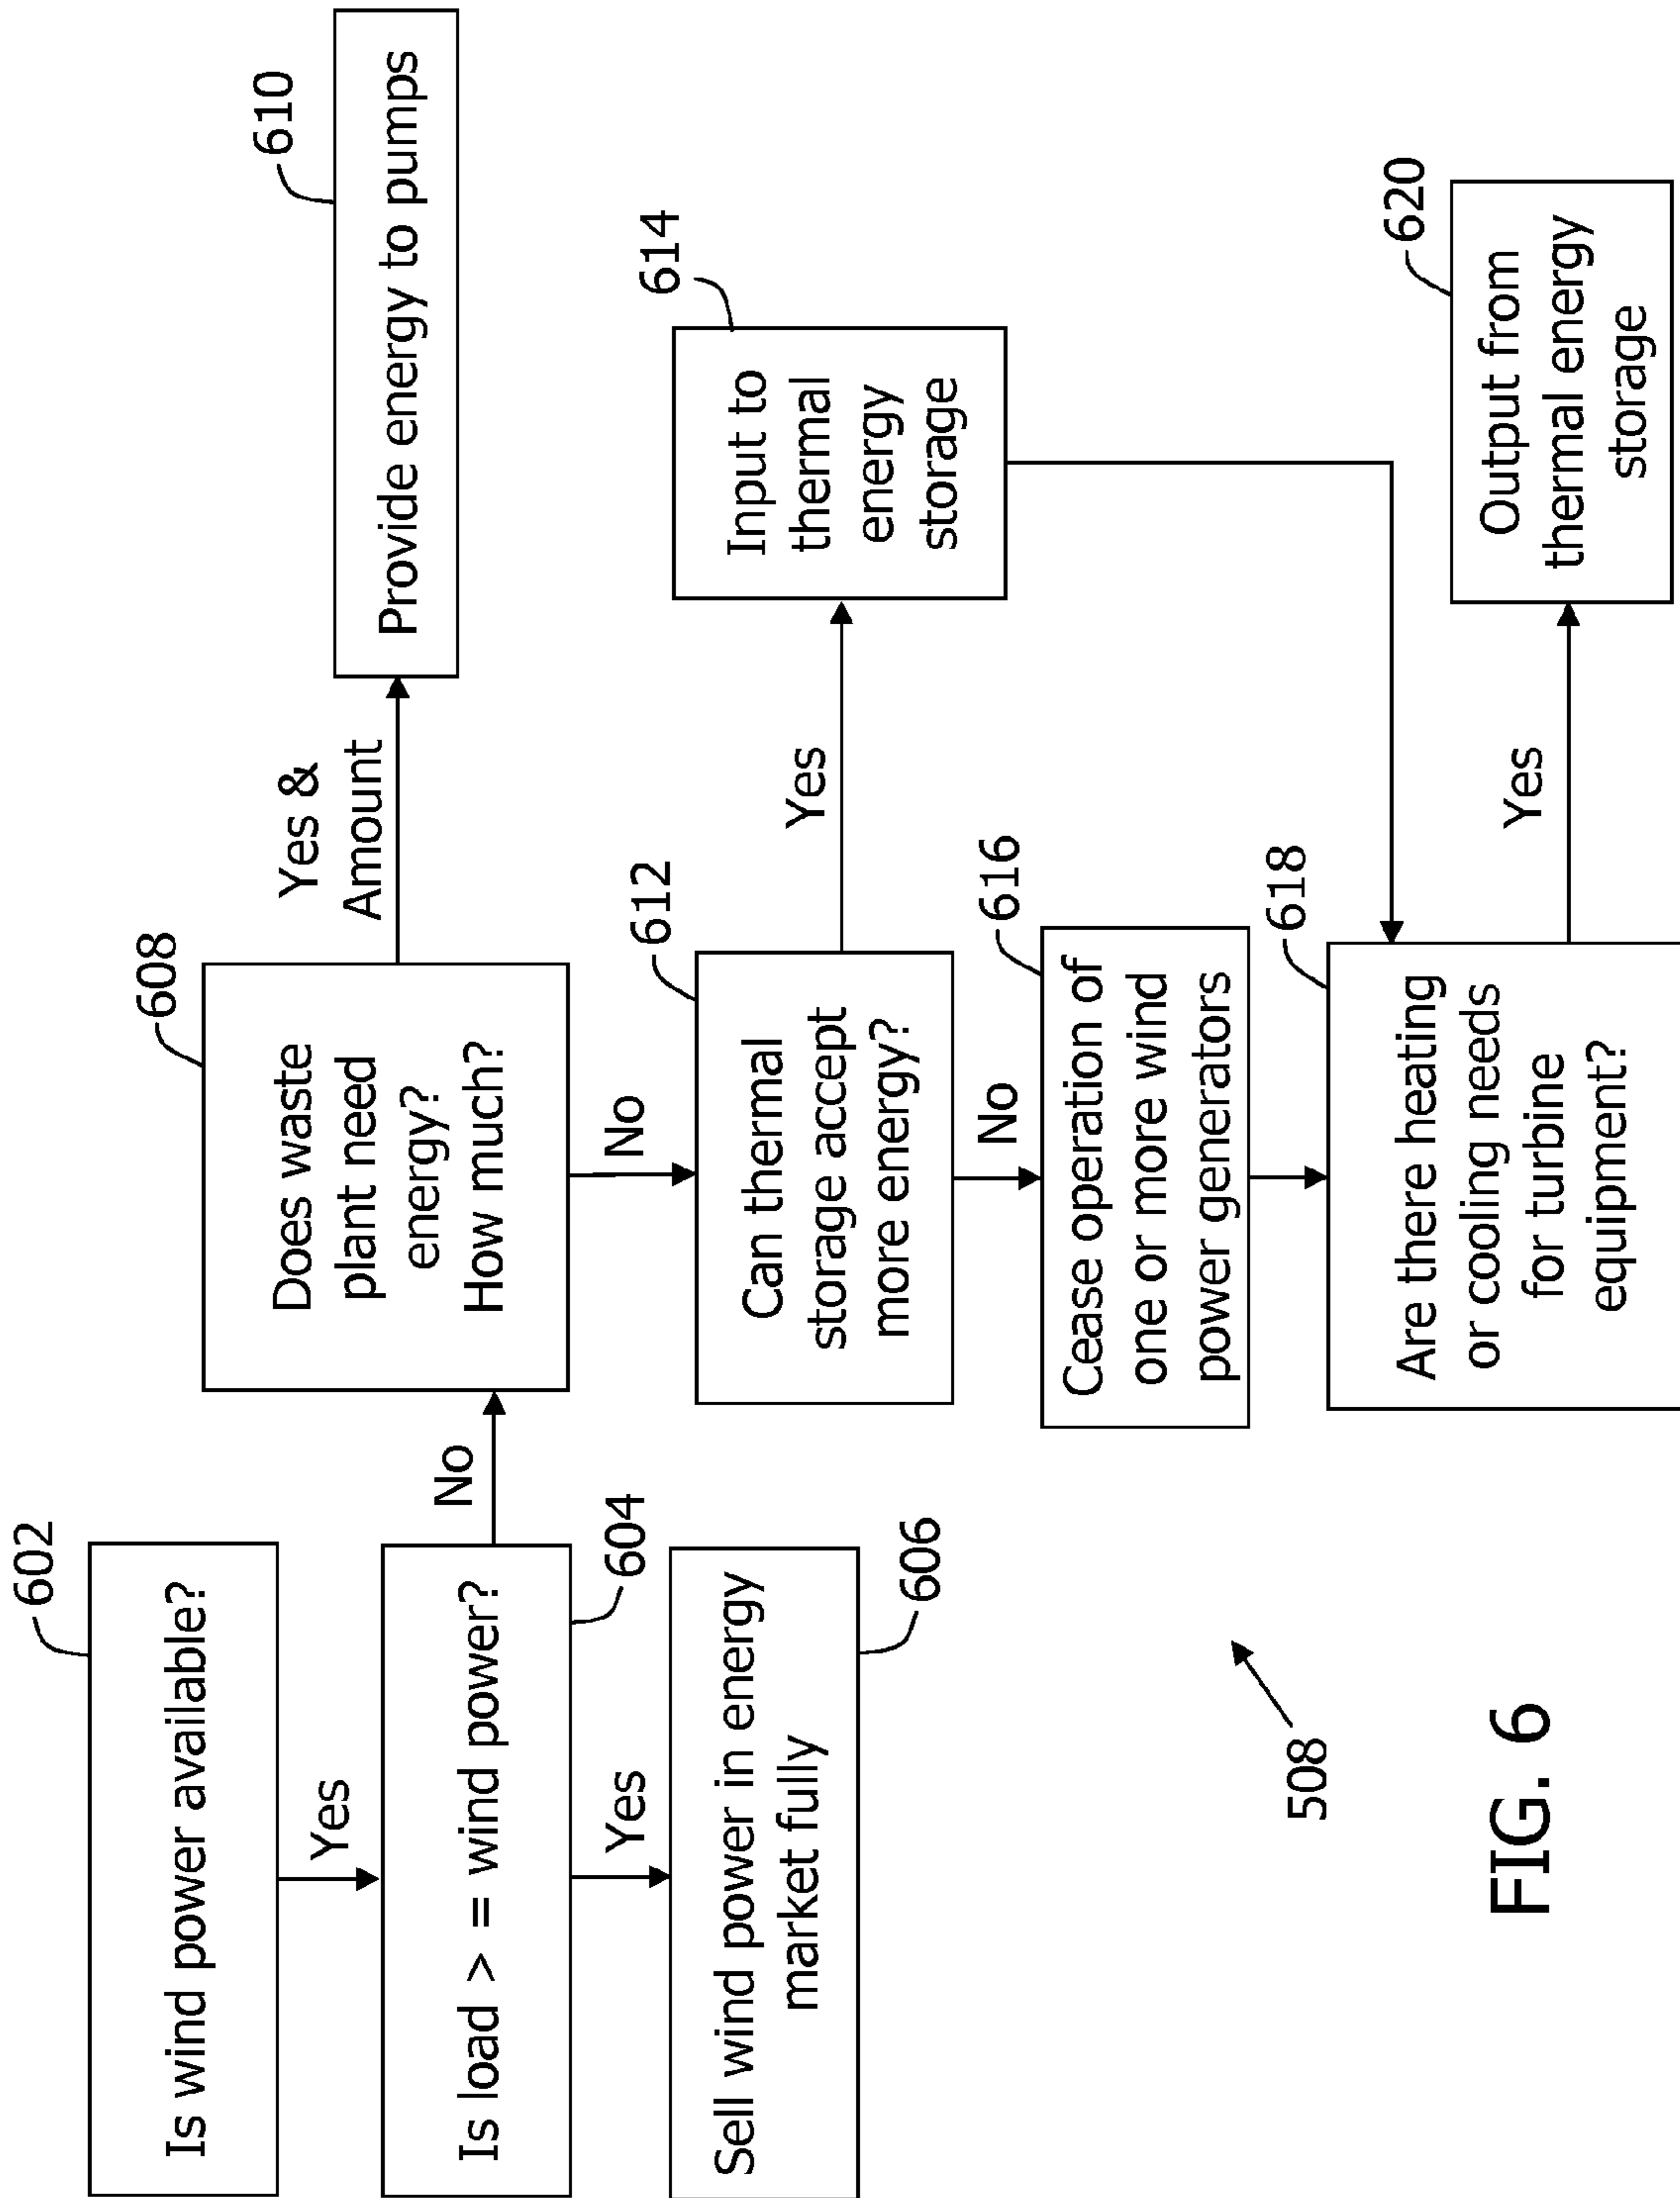 602
Is wind power available?
Yes
Is load > = wind power?
604
No
Yes
Sell wind power in energy
market fully
606
608
Does waste
plant need
energy?
How much?
Yes &
Amount
610
Provide energy to pumps
No
612
Can thermal
storage accept
more energy?
Yes
614
Input to
thermal
energy
storage
No
616
Cease operation of
one or more wind
power generators
618
Are there heating
or cooling needs
for turbine
equipment?
Yes
620
Output from
thermal energy
storage
508
FIG. 6